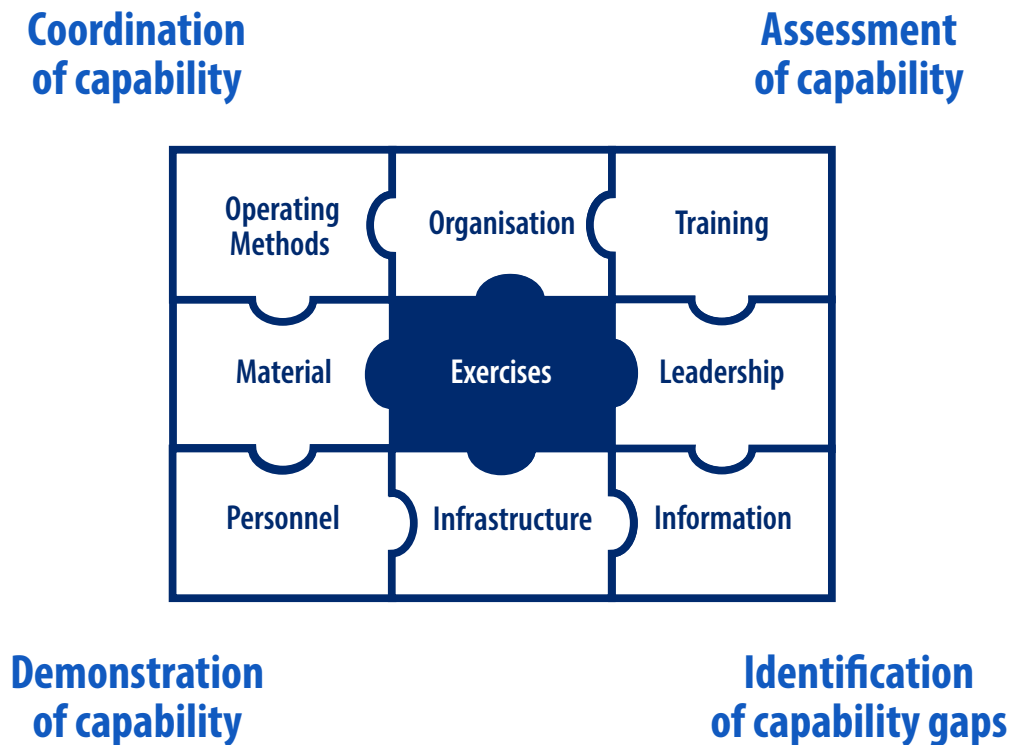 Coordination
of capability
Assessment
of capability
Operating
Methods
Organisation
Training
Material
Exercises
Leadership
Personnel
Infrastructure
Information
Demonstration
of capability
Identification
of capability gaps